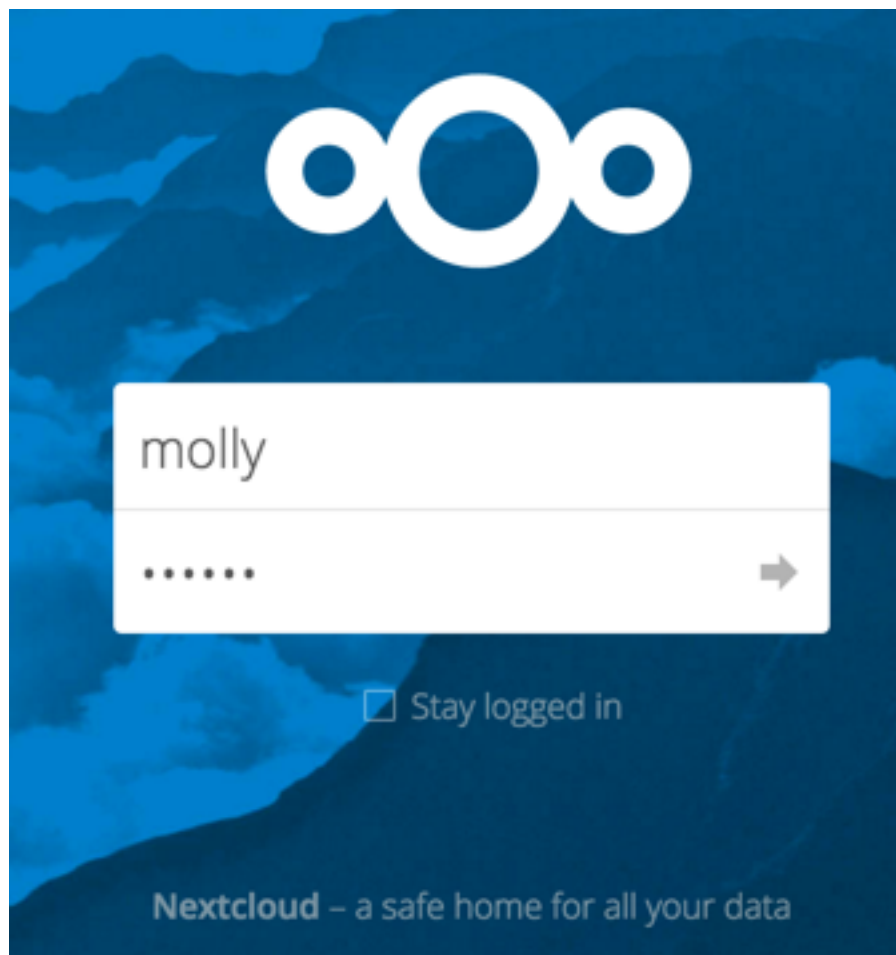 molly
••••••
Stay logged in
Nextcloud – a safe home for all your data